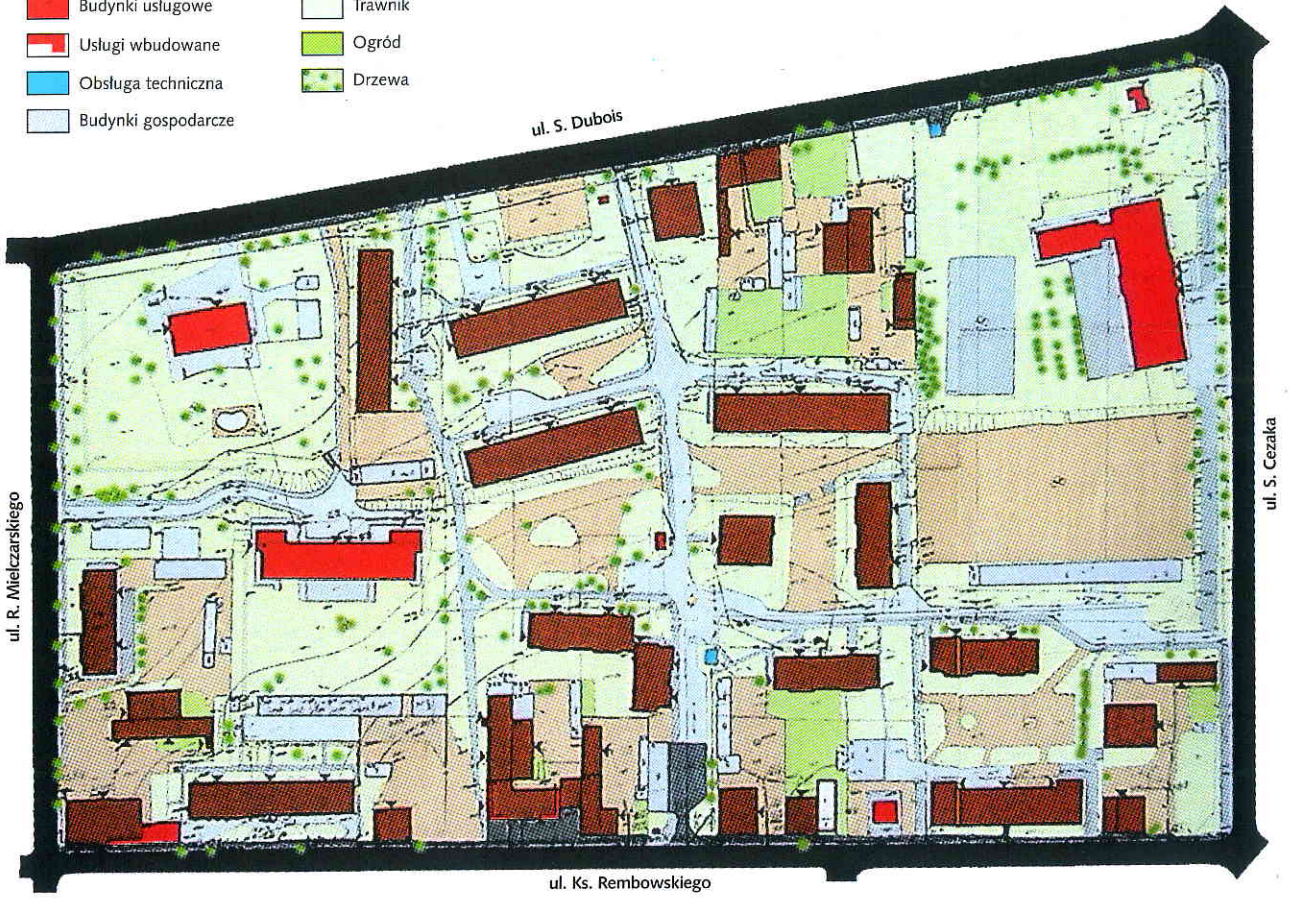 Budynki usługowe
Usługi wbudowane
Obsługa techniczna
Budynki gospodarcze
Trawnik
Ogród
Drzewa
ul. S. Dubois
ul. R. Mielczarskiego
ul. S. Cezaka
ul. Ks. Rembowskiego